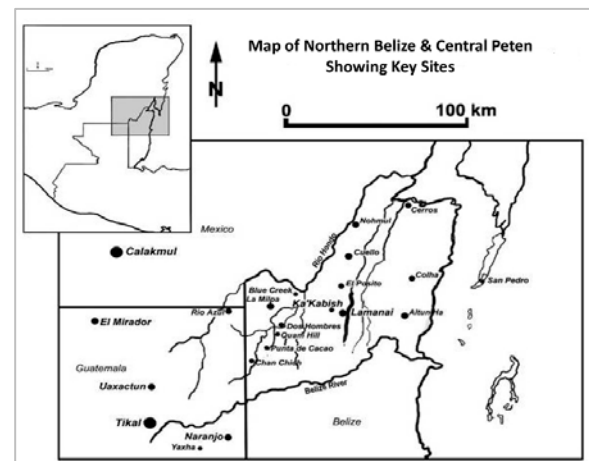 Map of Northern Belize & Central Peten
Showing Key Sites
N
0 100 km
Mexico
Nohmul
Cerros
Rio Hondo
Calakmul
Cuello
Colha
San Pedro
El Posito
Blue Creek
La Milpa
Ka'Kabish
Rio Azul
Lamanai
Altun Ha
El Mirador
Dos Hombres
Quam Hill
Punta de Cacao
Chan Chich
Guatemala
Uaxactun
Belize River
Tikal
Belize
Naranjo
Yaxha